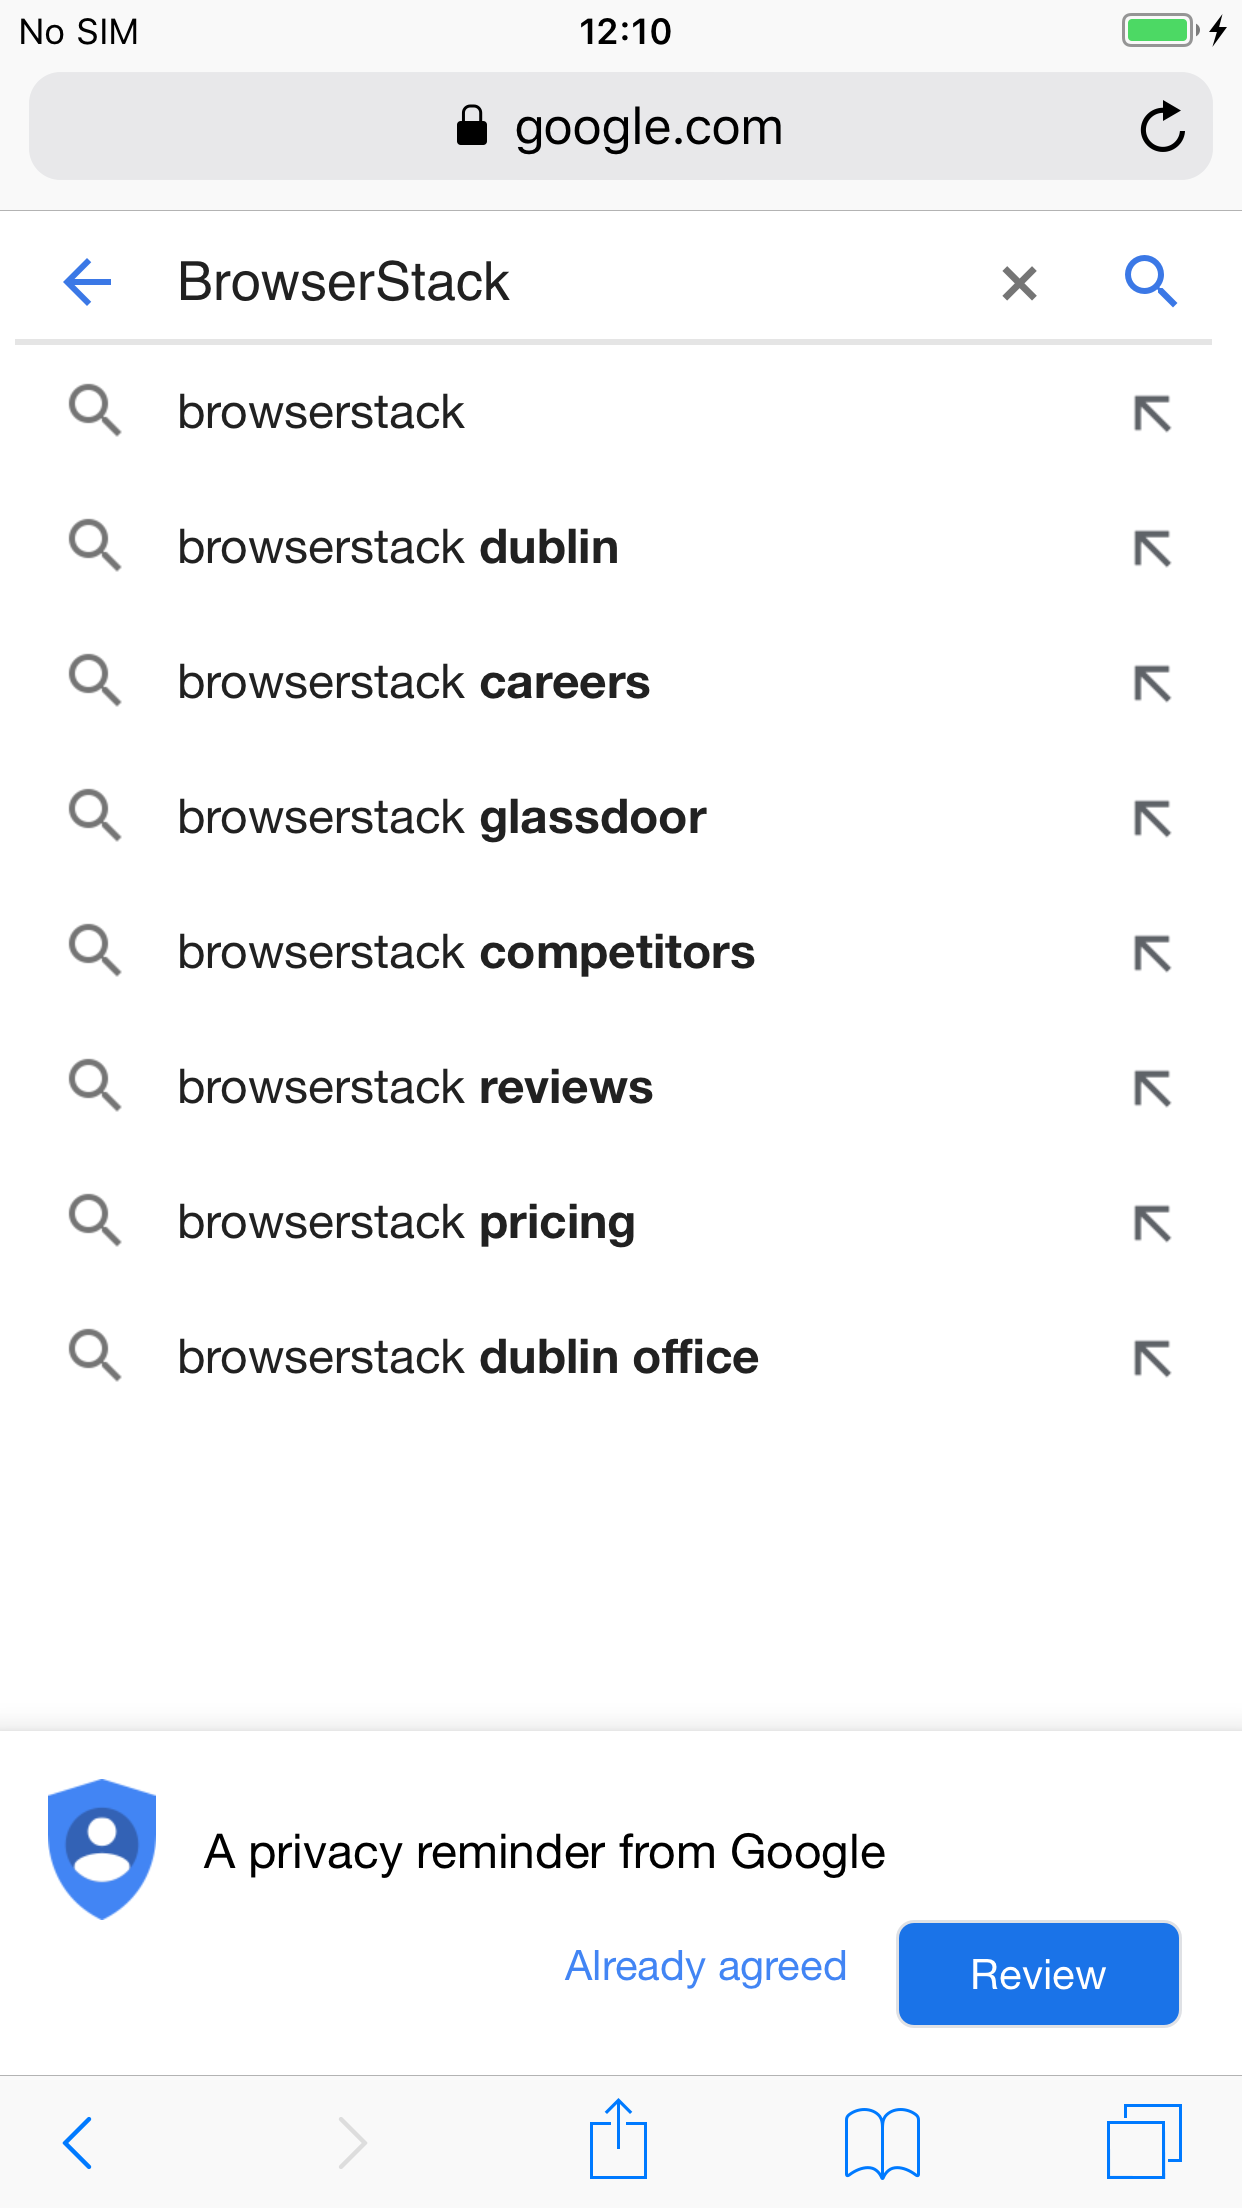 No SIM 12:10
google.com
BrowserStack
browserstack
browserstack dublin
browserstack careers
browserstack glassdoor
browserstack competitors
browserstack reviews
browserstack pricing
browserstack dublin office
A privacy reminder from Google
Already agreed Review